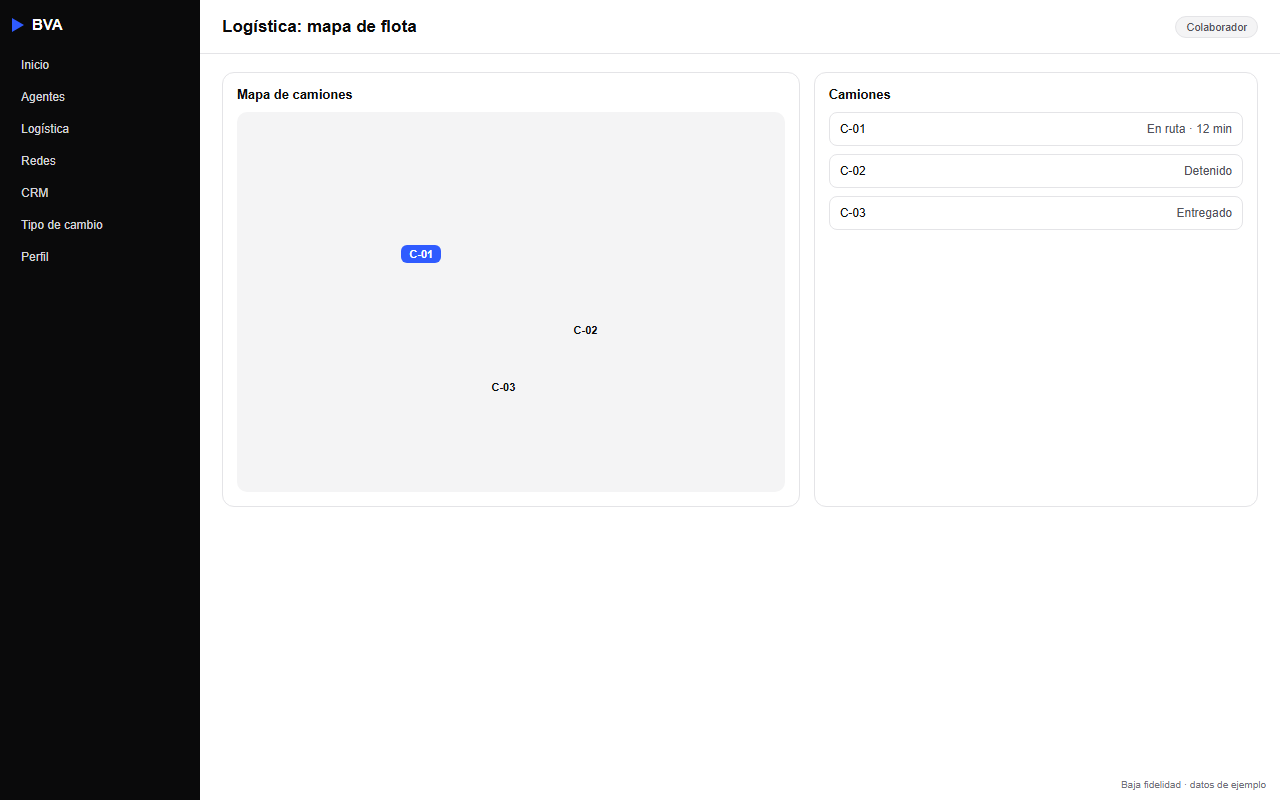 BVA
Inicio
Agentes
Logística
Redes
CRM
Tipo de cambio
Perfil
Logística: mapa de flota
Colaborador
Mapa de camiones
C-01
C-02
C-03
Camiones
C-01 En ruta · 12 min
C-02 Detenido
C-03 Entregado
Baja fidelidad · datos de ejemplo